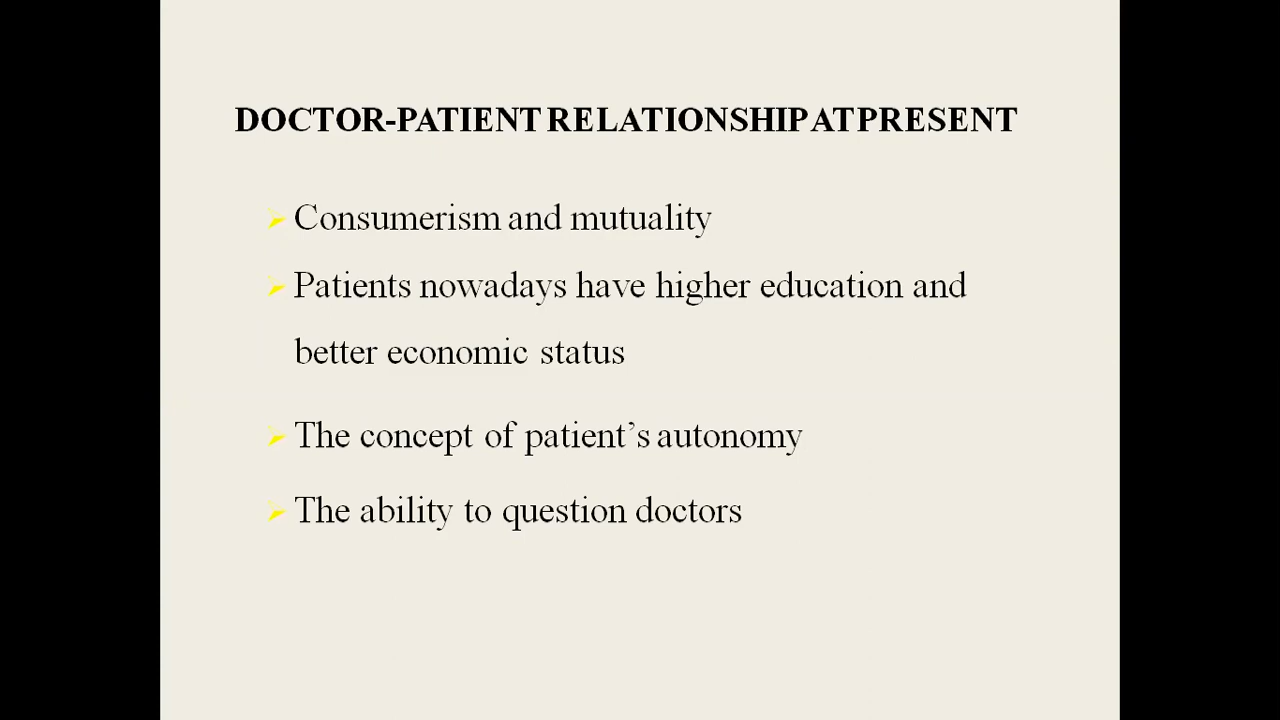 DOCTOR-PATIENT RELATIONSHIP AT PRESENT
Consumerism and mutuality
Patients nowadays have higher education and
better economic status
The concept of patient’s autonomy
The ability to question doctors